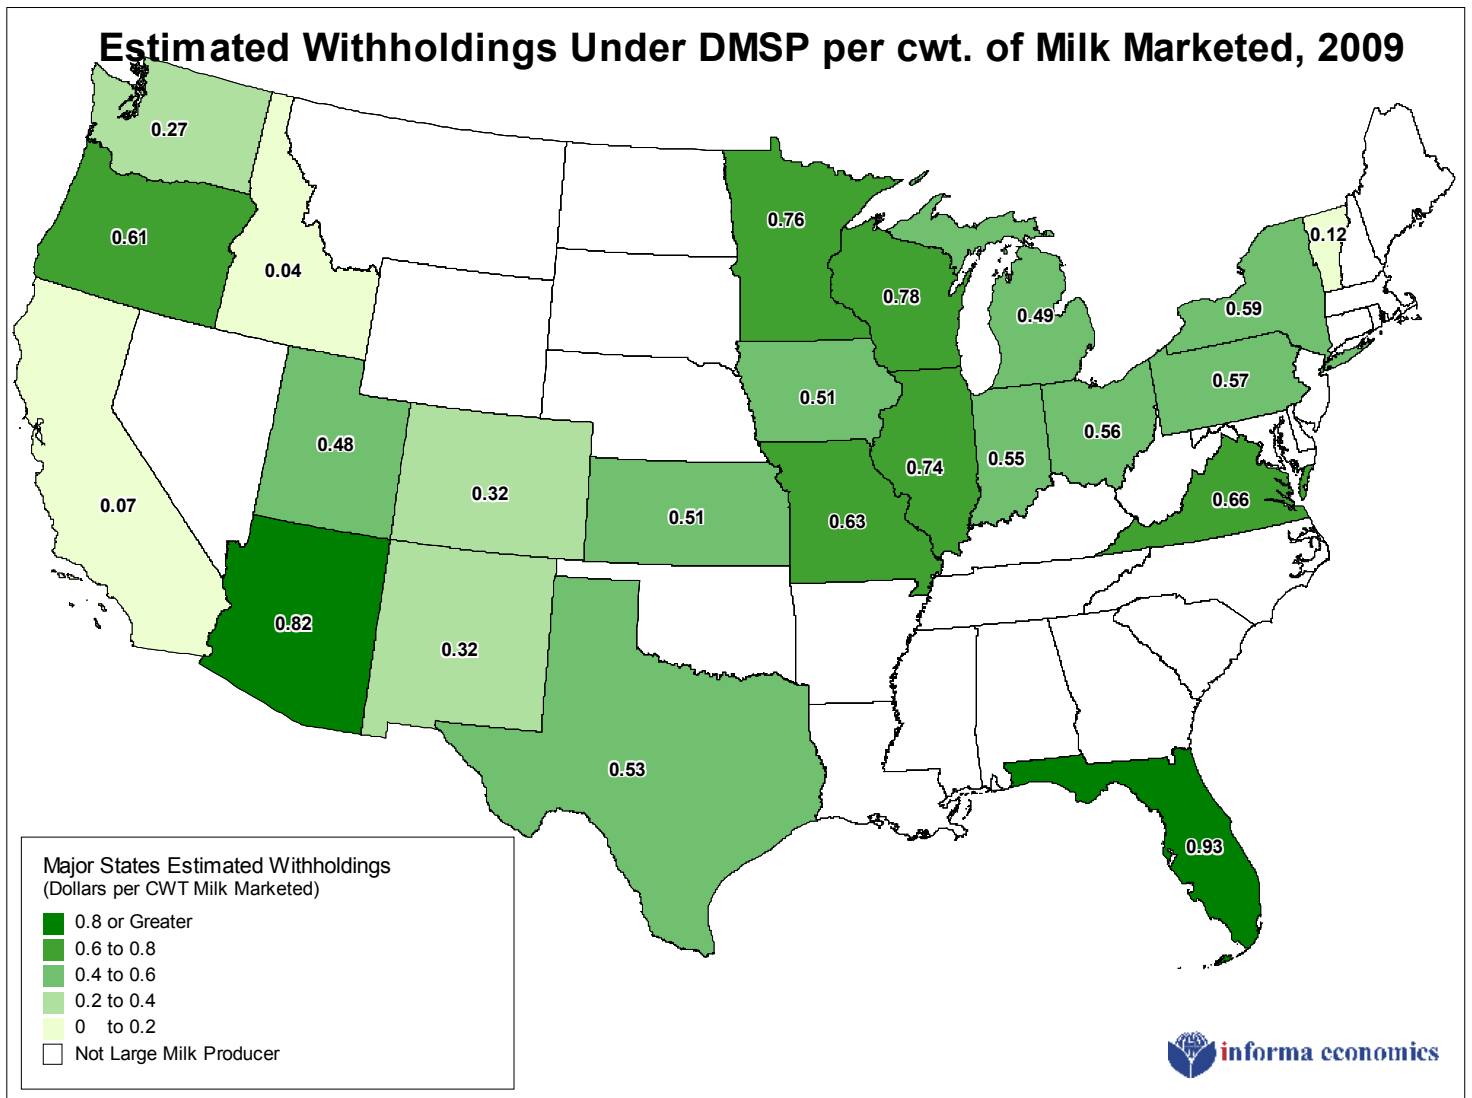 Estimated Withholdings Under DMSP per cwt. of Milk Marketed, 2009
0.27
0.61
0.04
0.76
0.12
0.78
0.59
0.49
0.57
0.51
0.48
0.56
0.55
0.74
0.32
0.66
0.07
0.51
0.63
0.82
0.32
0.53
0.93
Major States Estimated Withholdings
(Dollars per CWT Milk Marketed)
0.8 or Greater
0.6 to 0.8
0.4 to 0.6
0.2 to 0.4
0 to 0.2
Not Large Milk Producer
informa economics